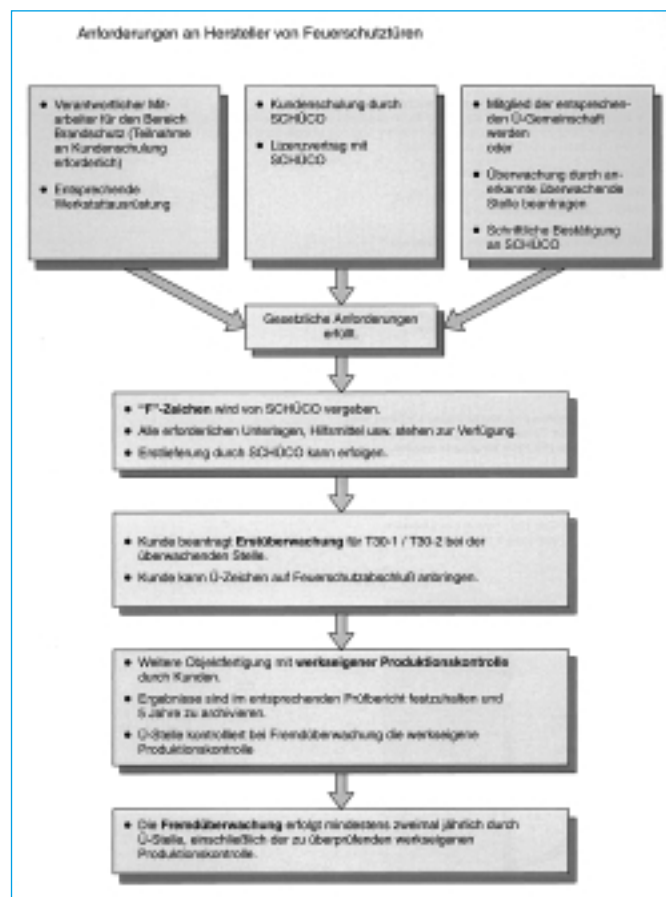 Anforderungen an Hersteller von Feuerschutztüren
● Verantwortlicher Mit-
arbeiter für den Bereich
Brandschutz (Teilnahme
an Kundenschulung
erforderlich)
● Entsprechende
Werkstattausrüstung
● Kundenschulung durch
SCHÜCO
● Lizenzvertrag mit
SCHÜCO
● Mitglied der entsprechen-
den Ü-Gemeinschaft
werden
oder
● Überwachung durch an-
erkannte überwachende
Stelle beantragen
● Schriftliche Bestätigung
an SCHÜCO
Gesetzliche Anforderungen
erfüllt.
● "F"-Zeichen wird von SCHÜCO vergeben.
● Alle erforderlichen Unterlagen, Hilfsmittel usw. stehen zur Verfügung.
● Erstlieferung durch SCHÜCO kann erfolgen.
● Kunde beantragt Erstüberwachung für T30-1 / T30-2 bei der
überwachenden Stelle.
● Kunde kann Ü-Zeichen auf Feuerschutzabschluß anbringen.
● Weitere Objektfertigung mit werkseigener Produktionskontrolle
durch Kunden.
● Ergebnisse sind im entsprechenden Prüfbericht festzuhalten und
5 Jahre zu archivieren.
● Ü-Stelle kontrolliert bei Fremdüberwachung die werkseigene
Produktionskontrolle
● Die Fremdüberwachung erfolgt mindestens zweimal jährlich durch
Ü-Stelle, einschließlich der zu überprüfenden werkseigenen
Produktionskontrolle.